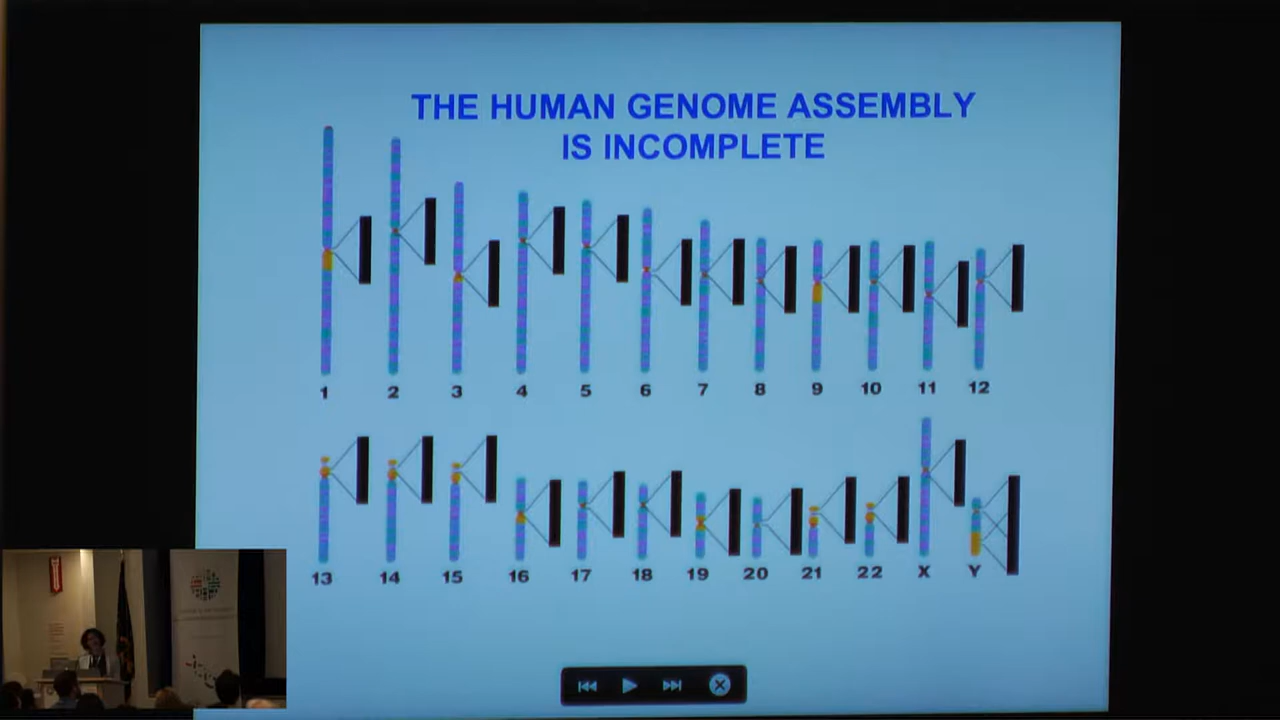 THE HUMAN GENOME ASSEMBLY
IS INCOMPLETE
1 2 3 4 5 6 7 8 9 10 11 12
13 14 15 16 17 18 19 20 21 22 X Y